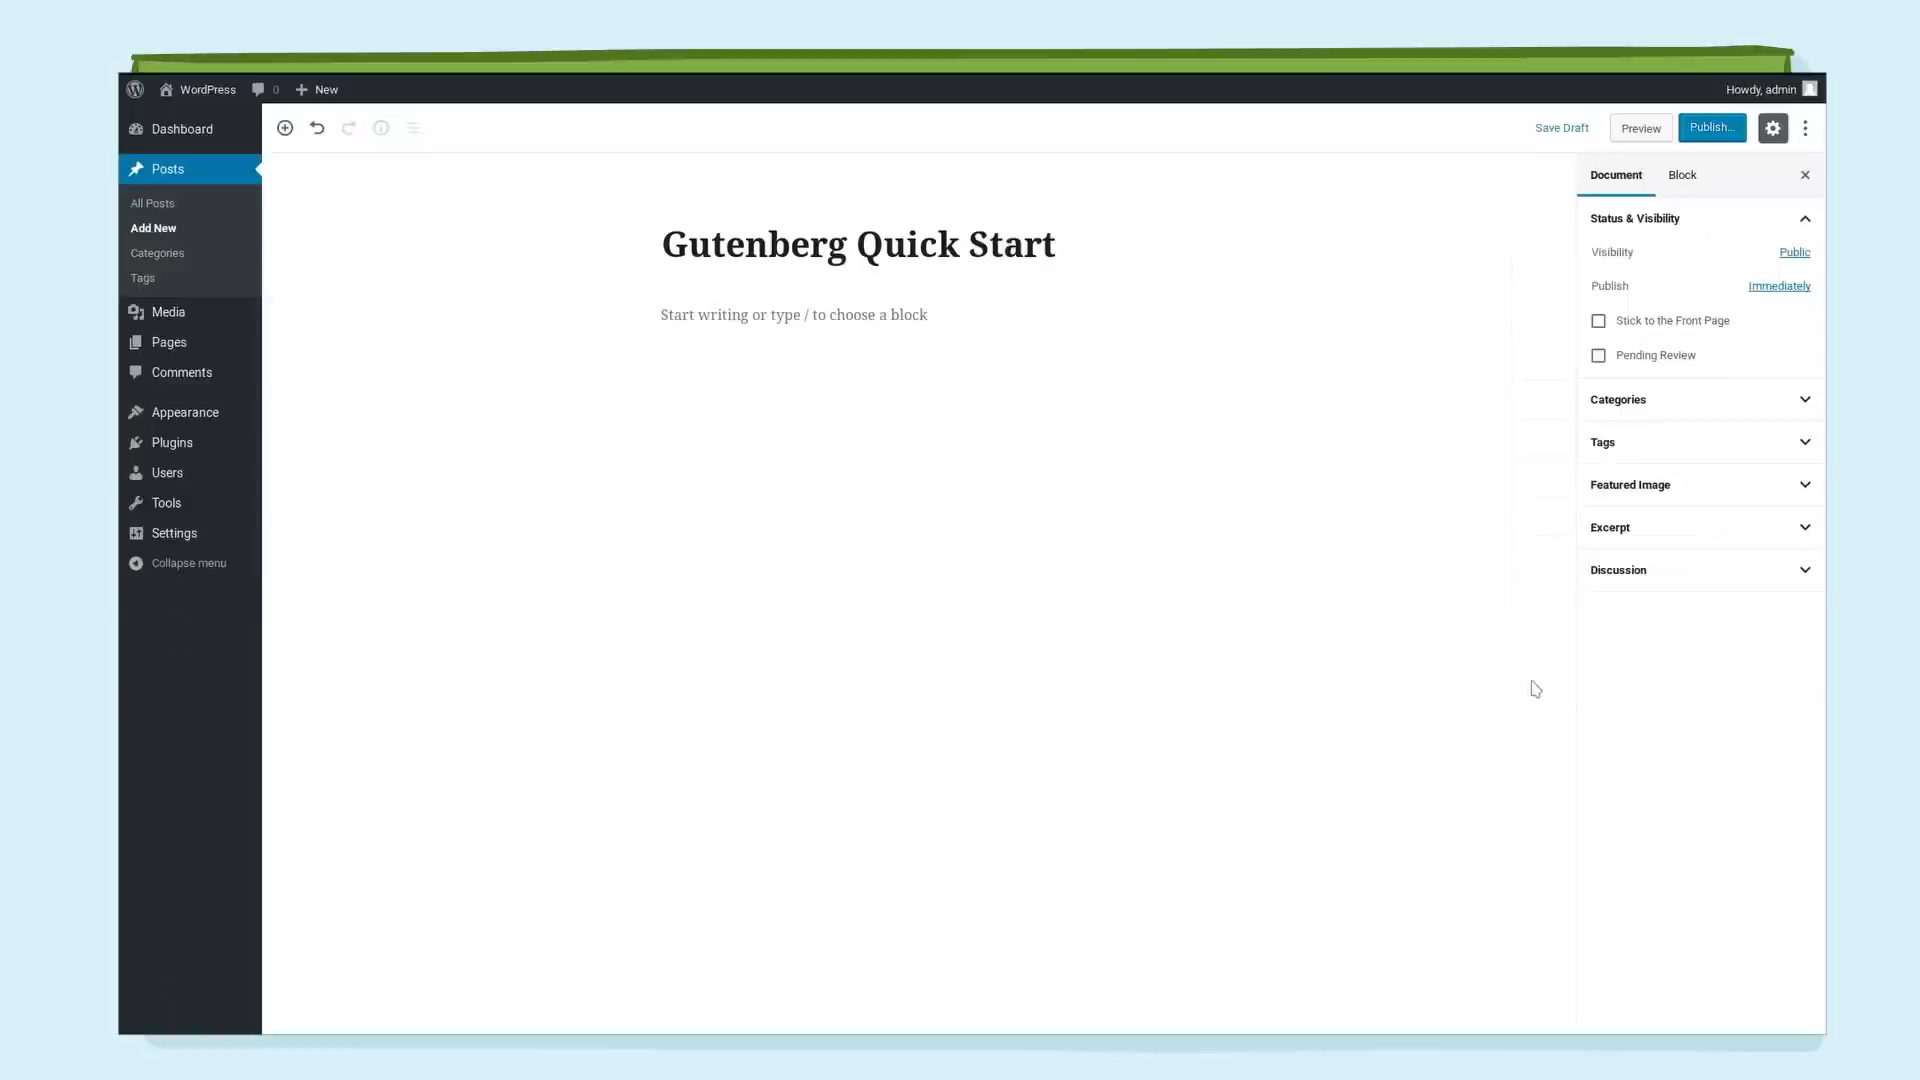 WordPress 0 New Howdy, admin
Dashboard
Posts
All Posts
Add New
Categories
Tags
Media
Pages
Comments
Appearance
Plugins
Users
Tools
Settings
Collapse menu
Save Draft Preview Publish...
Gutenberg Quick Start
Start writing or type / to choose a block
Document Block
Status & Visibility
Visibility Public
Publish Immediately
Stick to the Front Page
Pending Review
Categories
Tags
Featured Image
Excerpt
Discussion